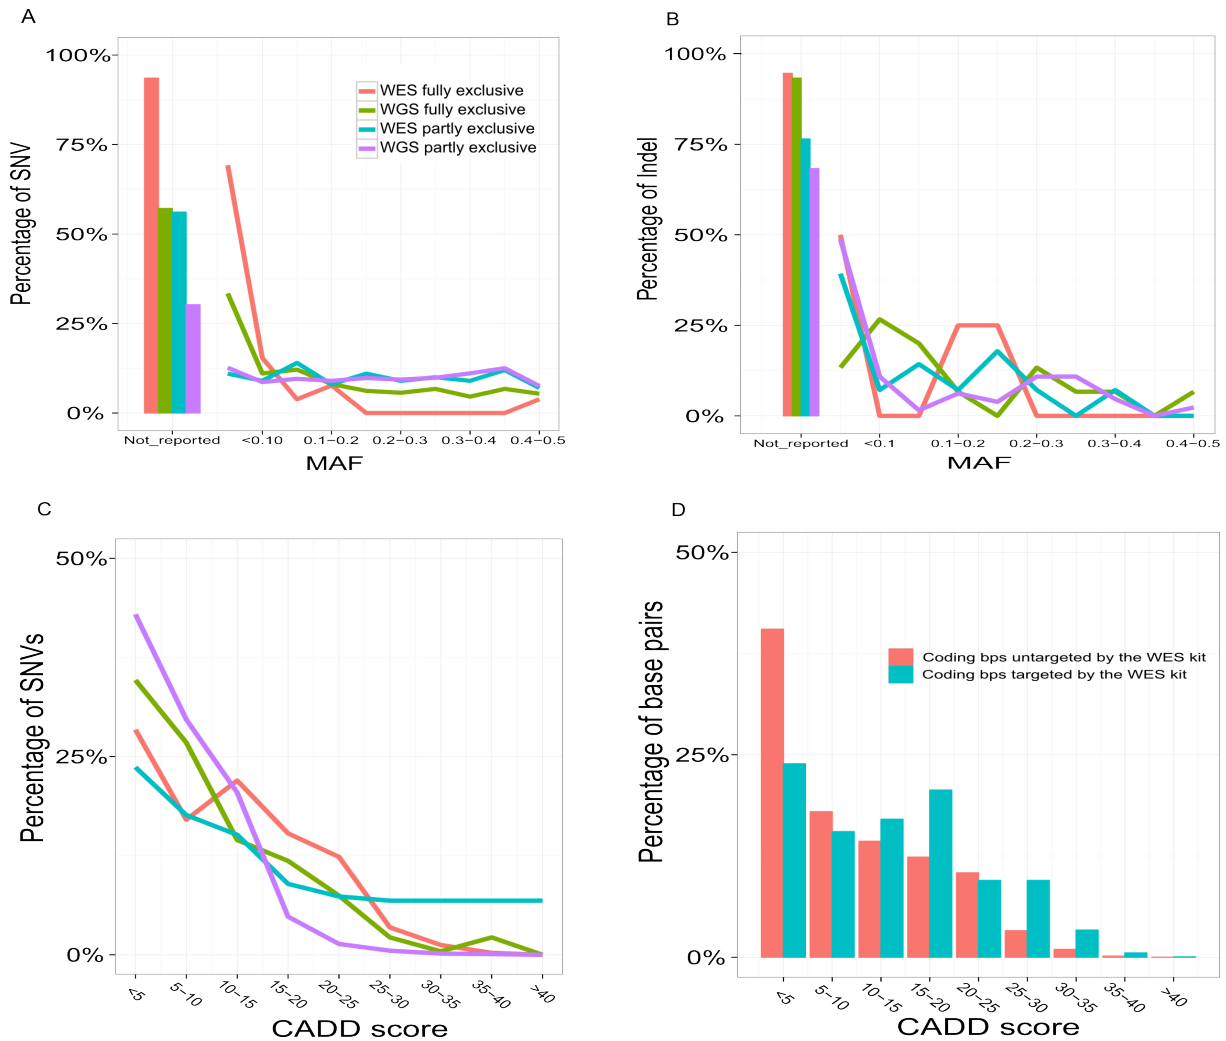 A
100%
75%
50%
25%
0%
Percentage of SNV
WES fully exclusive
WGS fully exclusive
WES partly exclusive
WGS partly exclusive
Not_reported <0.10 0.1−0.2 0.2−0.3 0.3−0.4 0.4−0.5
MAF
B
100%
75%
50%
25%
0%
Percentage of Indel
Not_reported <0.1 0.1−0.2 0.2−0.3 0.3−0.4 0.4−0.5
MAF
C
50%
25%
0%
Percentage of SNVs
<5 5−10 10−15 15−20 20−25 25−30 30−35 35−40 >40
CADD score
D
50%
25%
0%
Percentage of base pairs
Coding bps untargeted by the WES kit
Coding bps targeted by the WES kit
<5 5−10 10−15 15−20 20−25 25−30 30−35 35−40 >40
CADD score